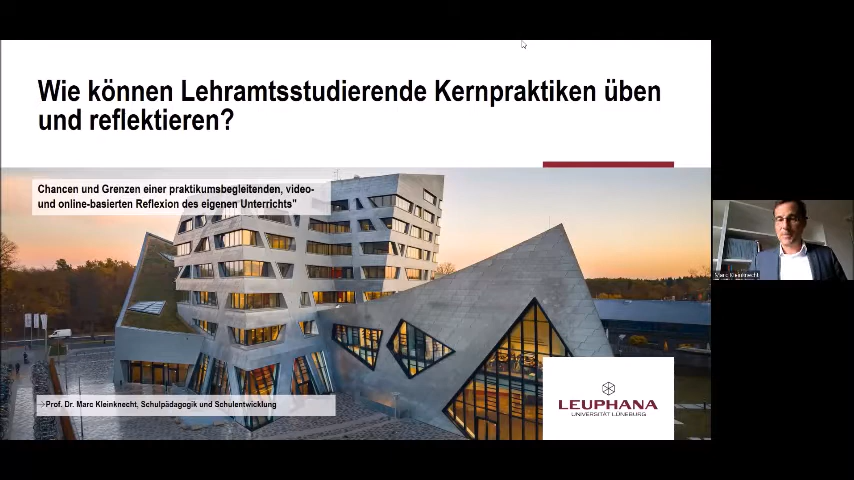 Wie können Lehramtsstudierende Kernpraktiken üben
und reflektieren?
Chancen und Grenzen einer praktikumsbegleitenden, video-
und online-basierten Reflexion des eigenen Unterrichts"
Marc Kleinknecht
Prof. Dr. Marc Kleinknecht, Schulpädagogik und Schulentwicklung
LEUPHANA
UNIVERSITÄT LÜNEBURG